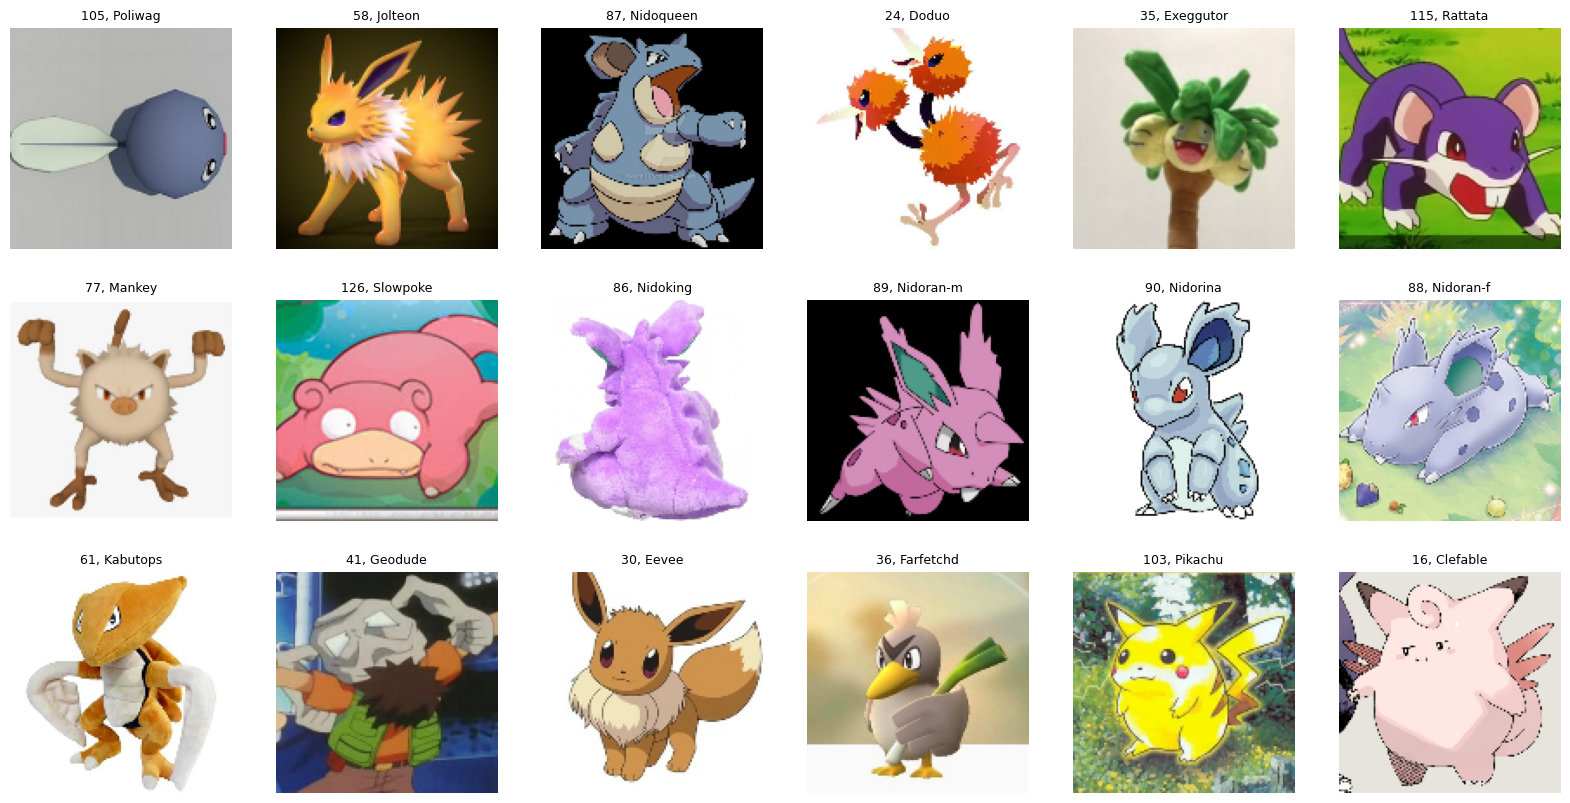 105, Poliwag
58, Jolteon
87, Nidoqueen
24, Doduo
35, Exeggutor
115, Rattata
77, Mankey
126, Slowpoke
86, Nidoking
89, Nidoran-m
90, Nidorina
88, Nidoran-f
61, Kabutops
41, Geodude
30, Eevee
36, Farfetchd
103, Pikachu
16, Clefable